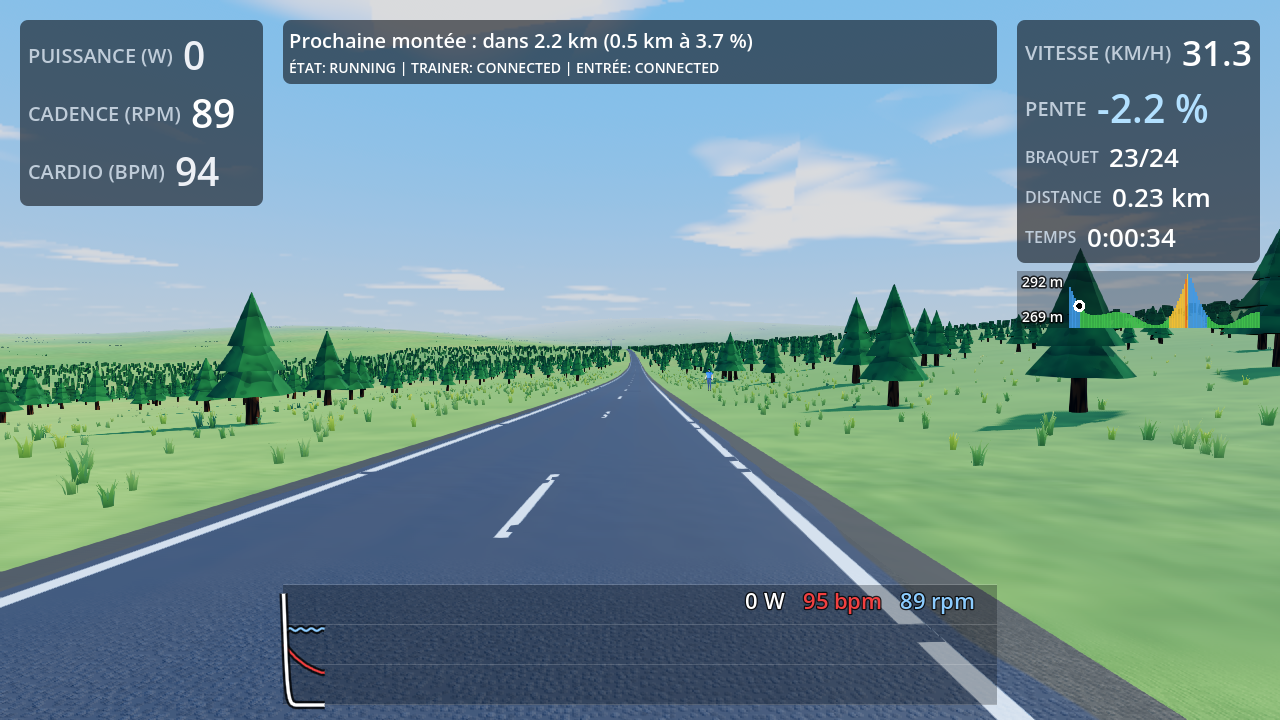 PUISSANCE (W) 0
CADENCE (RPM) 89
CARDIO (BPM) 94
Prochaine montée : dans 2.2 km (0.5 km à 3.7 %)
ÉTAT: RUNNING | TRAINER: CONNECTED | ENTRÉE: CONNECTED
VITESSE (KM/H) 31.3
PENTE -2.2 %
BRAQUET 23/24
DISTANCE 0.23 km
TEMPS 0:00:34
292 m
269 m
0 W 95 bpm 89 rpm